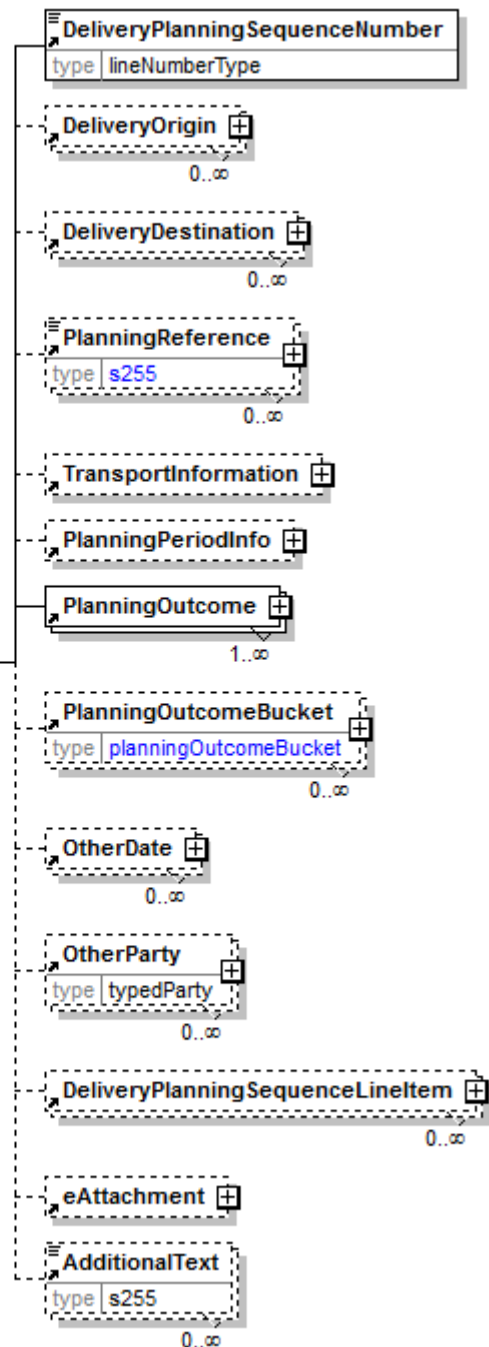 DeliveryPlanningSequenceNumber
type lineNumberType
DeliveryOrigin
0..∞
DeliveryDestination
0..∞
PlanningReference
type s255
0..∞
TransportInformation
PlanningPeriodInfo
PlanningOutcome
1..∞
PlanningOutcomeBucket
type planningOutcomeBucket
0..∞
OtherDate
0..∞
OtherParty
type typedParty
0..∞
DeliveryPlanningSequenceLineItem
0..∞
eAttachment
AdditionalText
type s255
0..∞